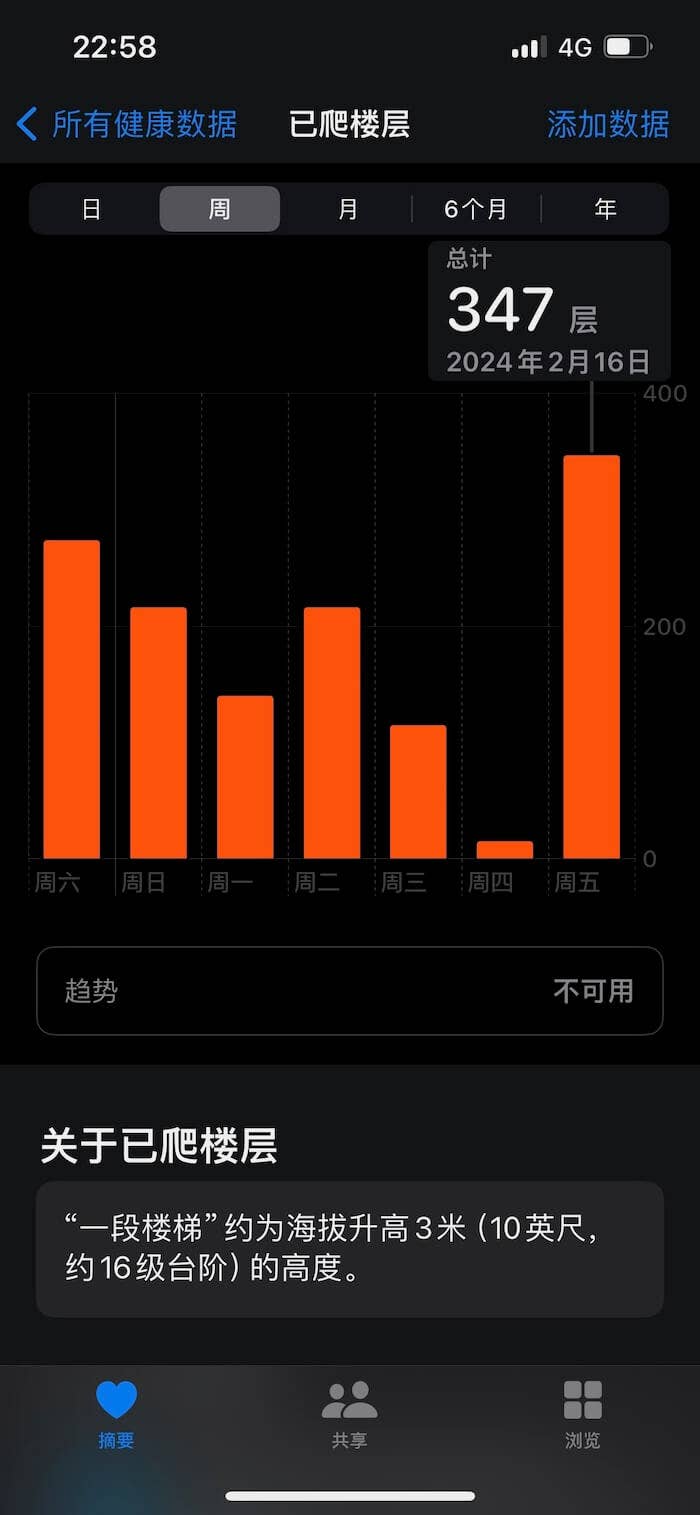 22:58
4G
所有健康数据 已爬楼层 添加数据
日 周 月 6个月 年
总计
347 层
2024年2月16日
400
200
0
周六 周日 周一 周二 周三 周四 周五
趋势 不可用
关于已爬楼层
“一段楼梯”约为海拔升高3米（10英尺，
约16级台阶）的高度。
摘要 共享 浏览